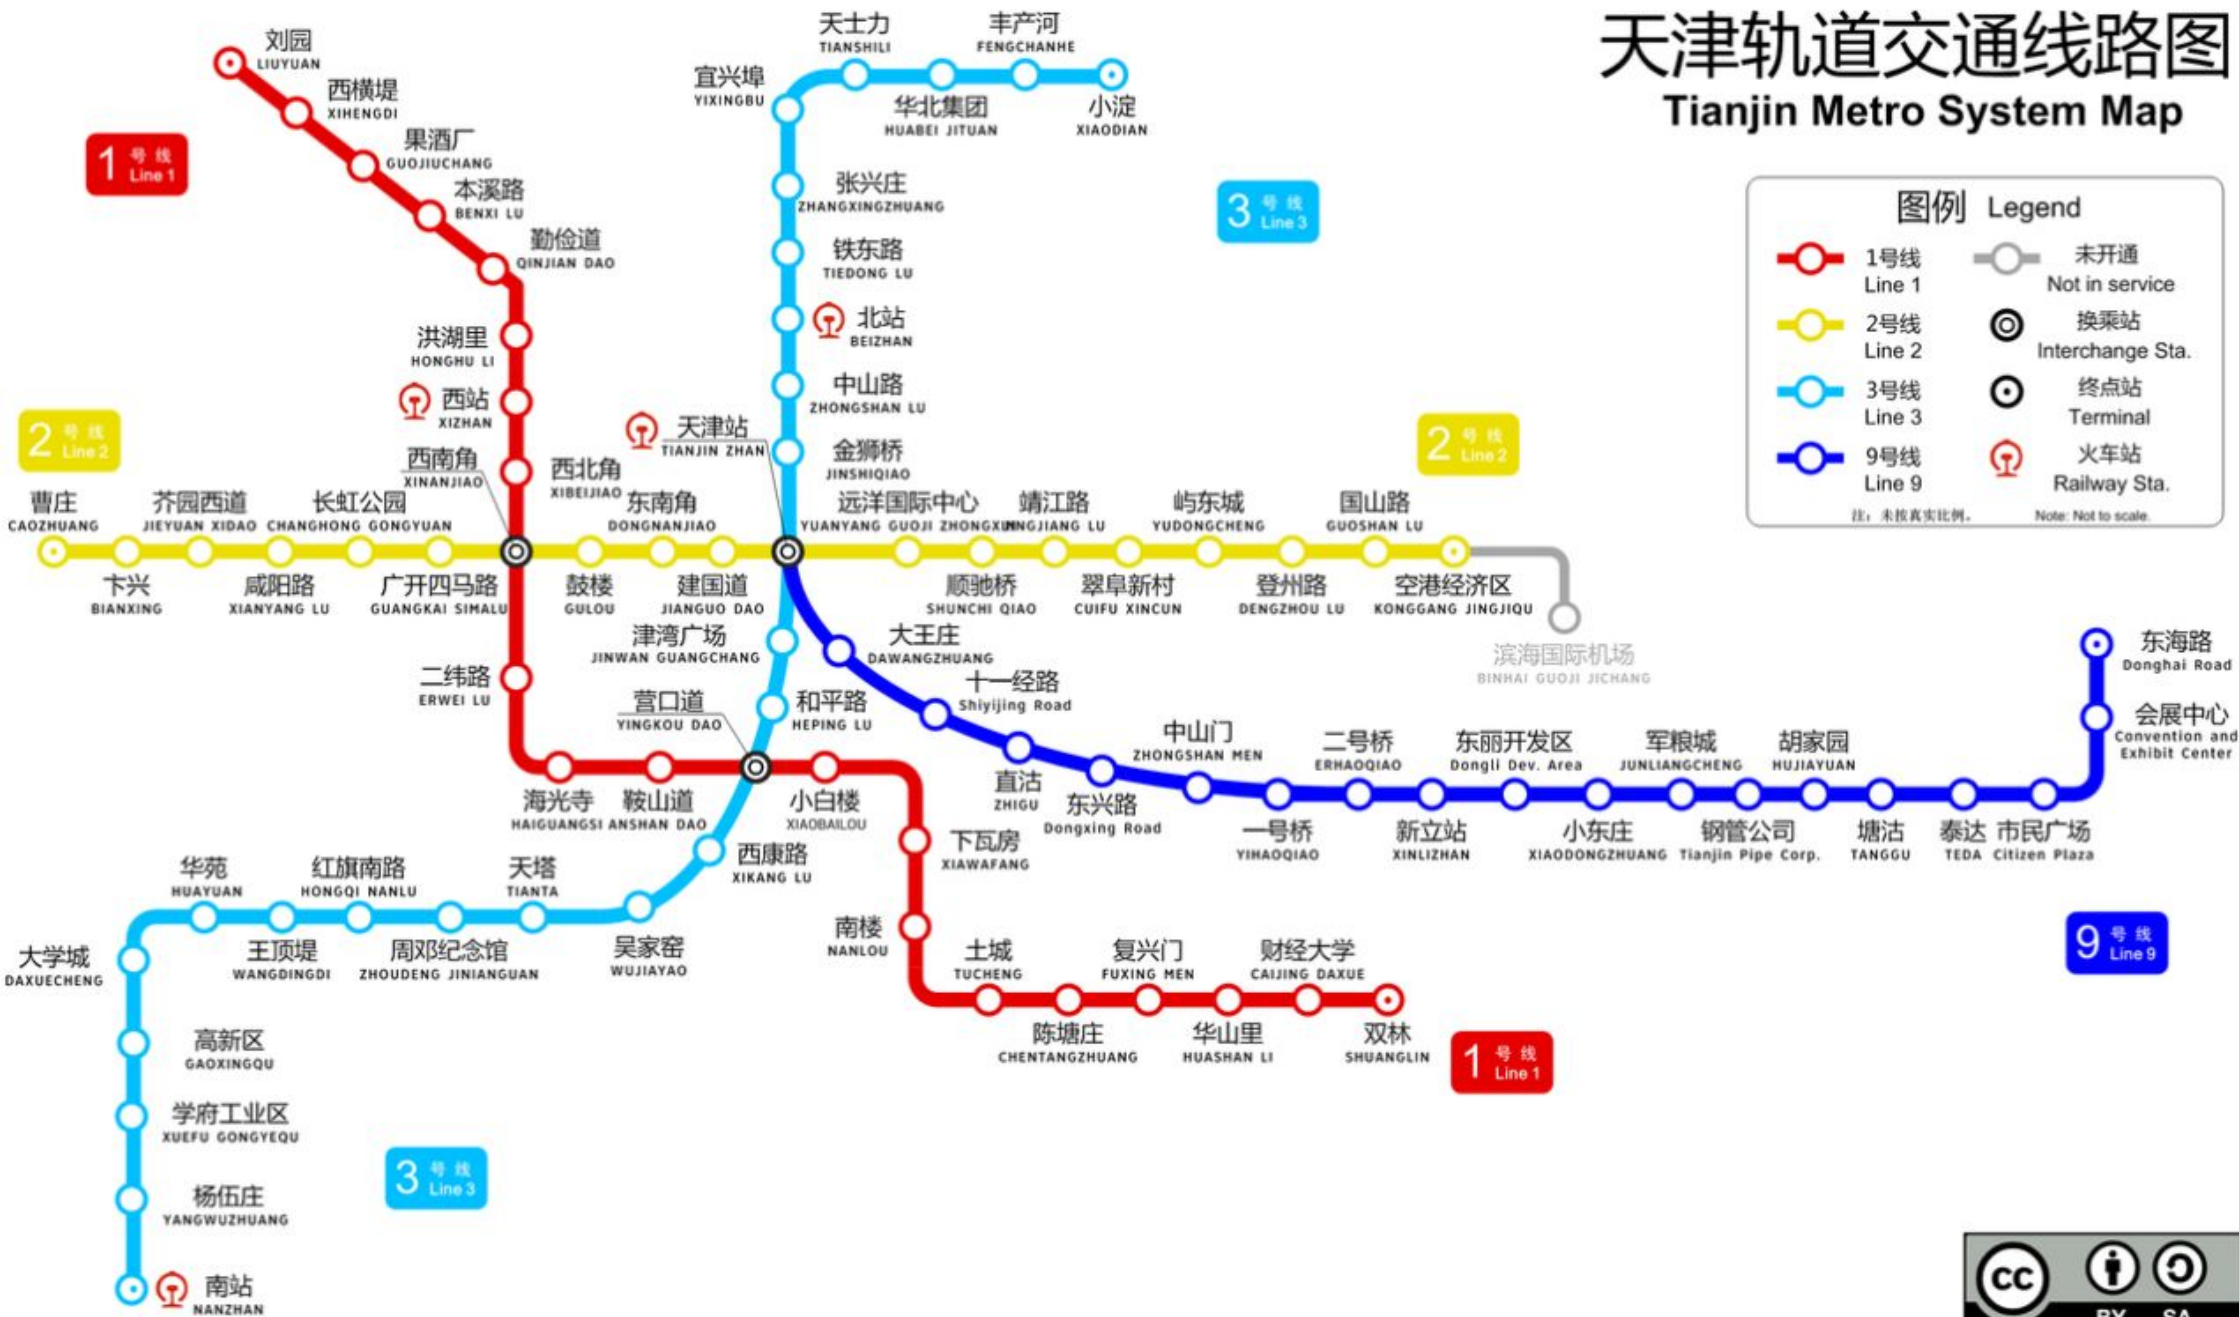 天津轨道交通线路图
Tianjin Metro System Map
图例 Legend
1号线
Line 1
未开通
Not in service
2号线
Line 2
换乘站
Interchange Sta.
3号线
Line 3
终点站
Terminal
9号线
Line 9
火车站
Railway Sta.
注：未按真实比例。
Note: Not to scale.
1 号线
Line 1
刘园
LIUYUAN
西横堤
XIHENGDI
果酒厂
GUOJIUCHANG
本溪路
BENXI LU
勤俭道
QINJIAN DAO
洪湖里
HONGHU LI
西站
XIZHAN
西北角
XIBEIJIAO
西南角
XINANJIAO
二纬路
ERWEI LU
海光寺
HAIGUANGSI
鞍山道
ANSHAN DAO
营口道
YINGKOU DAO
小白楼
XIAOBAILOU
下瓦房
XIAWAFANG
南楼
NANLOU
土城
TUCHENG
陈塘庄
CHENTANGZHUANG
复兴门
FUXING MEN
华山里
HUASHAN LI
财经大学
CAIJING DAXUE
双林
SHUANGLIN
1 号线
Line 1
2 号线
Line 2
曹庄
CAOZHUANG
卞兴
BIANXING
芥园西道
JIEYUAN XIDAO
咸阳路
XIANYANG LU
长虹公园
CHANGHONG GONGYUAN
广开四马路
GUANGKAI SIMALU
鼓楼
GULOU
东南角
DONGNANJIAO
建国道
JIANGUO DAO
天津站
TIANJIN ZHAN
远洋国际中心
YUANYANG GUOJI ZHONGXIN
顺驰桥
SHUNCHI QIAO
靖江路
JINGJIANG LU
翠阜新村
CUIFU XINCUN
屿东城
YUDONGCHENG
登州路
DENGZHOU LU
国山路
GUOSHAN LU
空港经济区
KONGGANG JINGJIQU
滨海国际机场
BINHAI GUOJI JICHANG
2 号线
Line 2
3 号线
Line 3
小淀
XIAODIAN
丰产河
FENGCHANHE
华北集团
HUABEI JITUAN
天士力
TIANSHILI
宜兴埠
YIXINGBU
张兴庄
ZHANGXINGZHUANG
铁东路
TIEDONG LU
北站
BEIZHAN
中山路
ZHONGSHAN LU
金狮桥
JINSHIQIAO
津湾广场
JINWAN GUANGCHANG
和平路
HEPING LU
西康路
XIKANG LU
吴家窑
WUJIAYAO
天塔
TIANTA
周邓纪念馆
ZHOUDENG JINIANGUAN
红旗南路
HONGQI NANLU
王顶堤
WANGDINGDI
华苑
HUAYUAN
大学城
DAXUECHENG
高新区
GAOXINGQU
学府工业区
XUEFU GONGYEQU
杨伍庄
YANGWUZHUANG
南站
NANZHAN
3 号线
Line 3
大王庄
DAWANGZHUANG
十一经路
Shiyijing Road
直沽
ZHIGU
东兴路
Dongxing Road
中山门
ZHONGSHAN MEN
一号桥
YIHAOQIAO
二号桥
ERHAOQIAO
新立站
XINLIZHAN
东丽开发区
Dongli Dev. Area
小东庄
XIAODONGZHUANG
军粮城
JUNLIANGCHENG
钢管公司
Tianjin Pipe Corp.
胡家园
HUJIAYUAN
塘沽
TANGGU
泰达
TEDA
市民广场
Citizen Plaza
会展中心
Convention and
Exhibit Center
东海路
Donghai Road
9 号线
Line 9
cc
BY SA